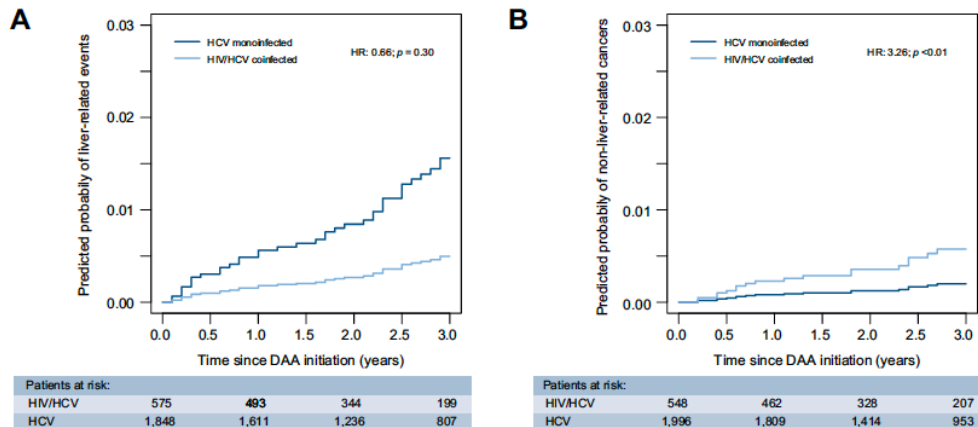 A
0.03
0.02
0.01
0.00
Predicted probabily of liver-related events
HCV monoinfected
HIV/HCV coinfected
HR: 0.66; p = 0.30
0.0 0.5 1.0 1.5 2.0 2.5 3.0
Time since DAA initiation (years)
Patients at risk:
HIV/HCV 575 493 344 199
HCV 1,848 1,611 1,236 807
B
0.03
0.02
0.01
0.00
Predicted probabily of non-liver-related cancers
HCV monoinfected
HIV/HCV coinfected
HR: 3.26; p <0.01
0.0 0.5 1.0 1.5 2.0 2.5 3.0
Time since DAA initiation (years)
Patients at risk:
HIV/HCV 548 462 328 207
HCV 1,996 1,809 1,414 953